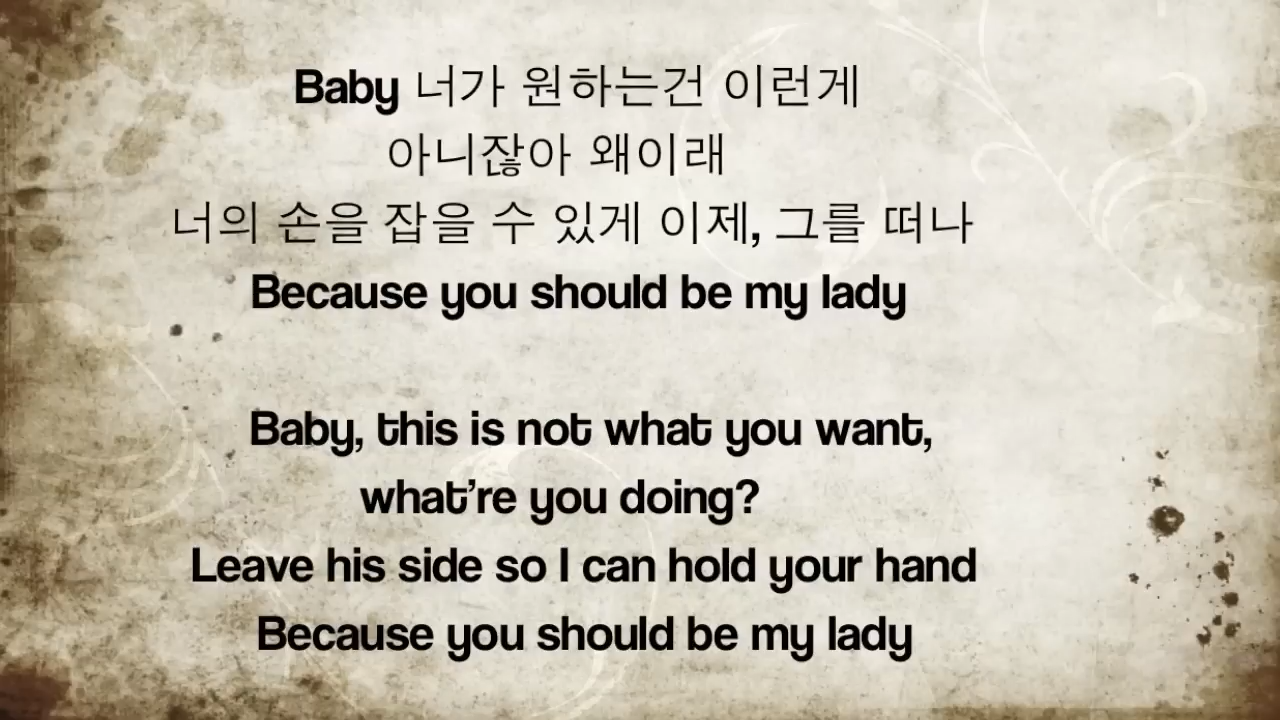 Baby 너가 원하는건 이런게
아니잖아 왜이래
너의 손을 잡을 수 있게 이제, 그를 떠나
Because you should be my lady
Baby, this is not what you want,
what’re you doing?
Leave his side so I can hold your hand
Because you should be my lady